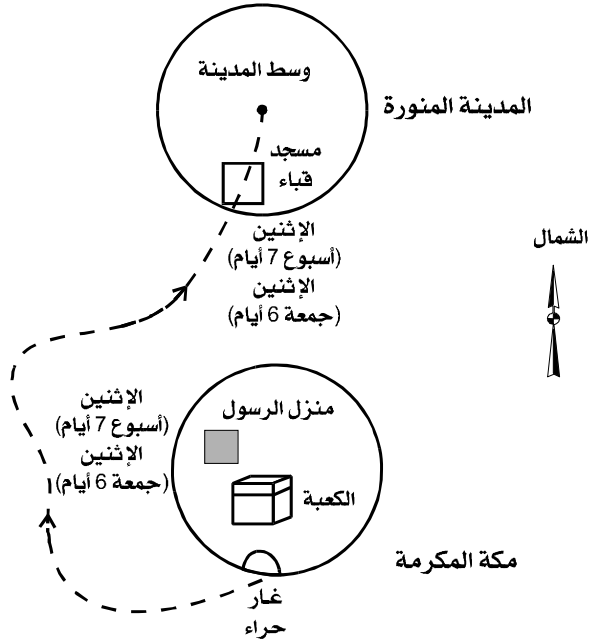 وسط المدينة
المدينة المنورة
مسجد
قباء
الإثنين
(أسبوع 7 أيام)
الإثنين
(جمعة 6 أيام)
الشمال
منزل الرسول
الإثنين
(أسبوع 7 أيام)
الإثنين
(جمعة 6 أيام)
الكعبة
مكة المكرمة
غار
حراء